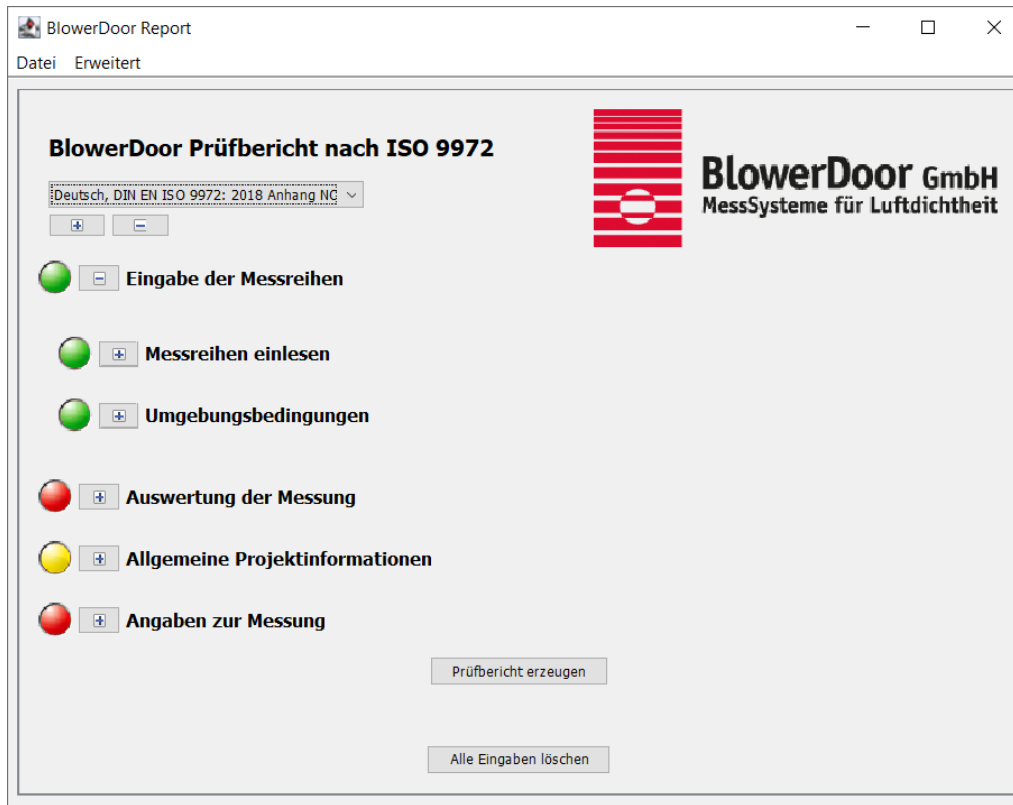 BlowerDoor Report
Datei Erweitert
BlowerDoor Prüfbericht nach ISO 9972
BlowerDoor GmbH
MessSysteme für Luftdichtheit
Deutsch, DIN EN ISO 9972: 2018 Anhang NC
Eingabe der Messreihen
Messreihen einlesen
Umgebungsbedingungen
Auswertung der Messung
Allgemeine Projektinformationen
Angaben zur Messung
Prüfbericht erzeugen
Alle Eingaben löschen